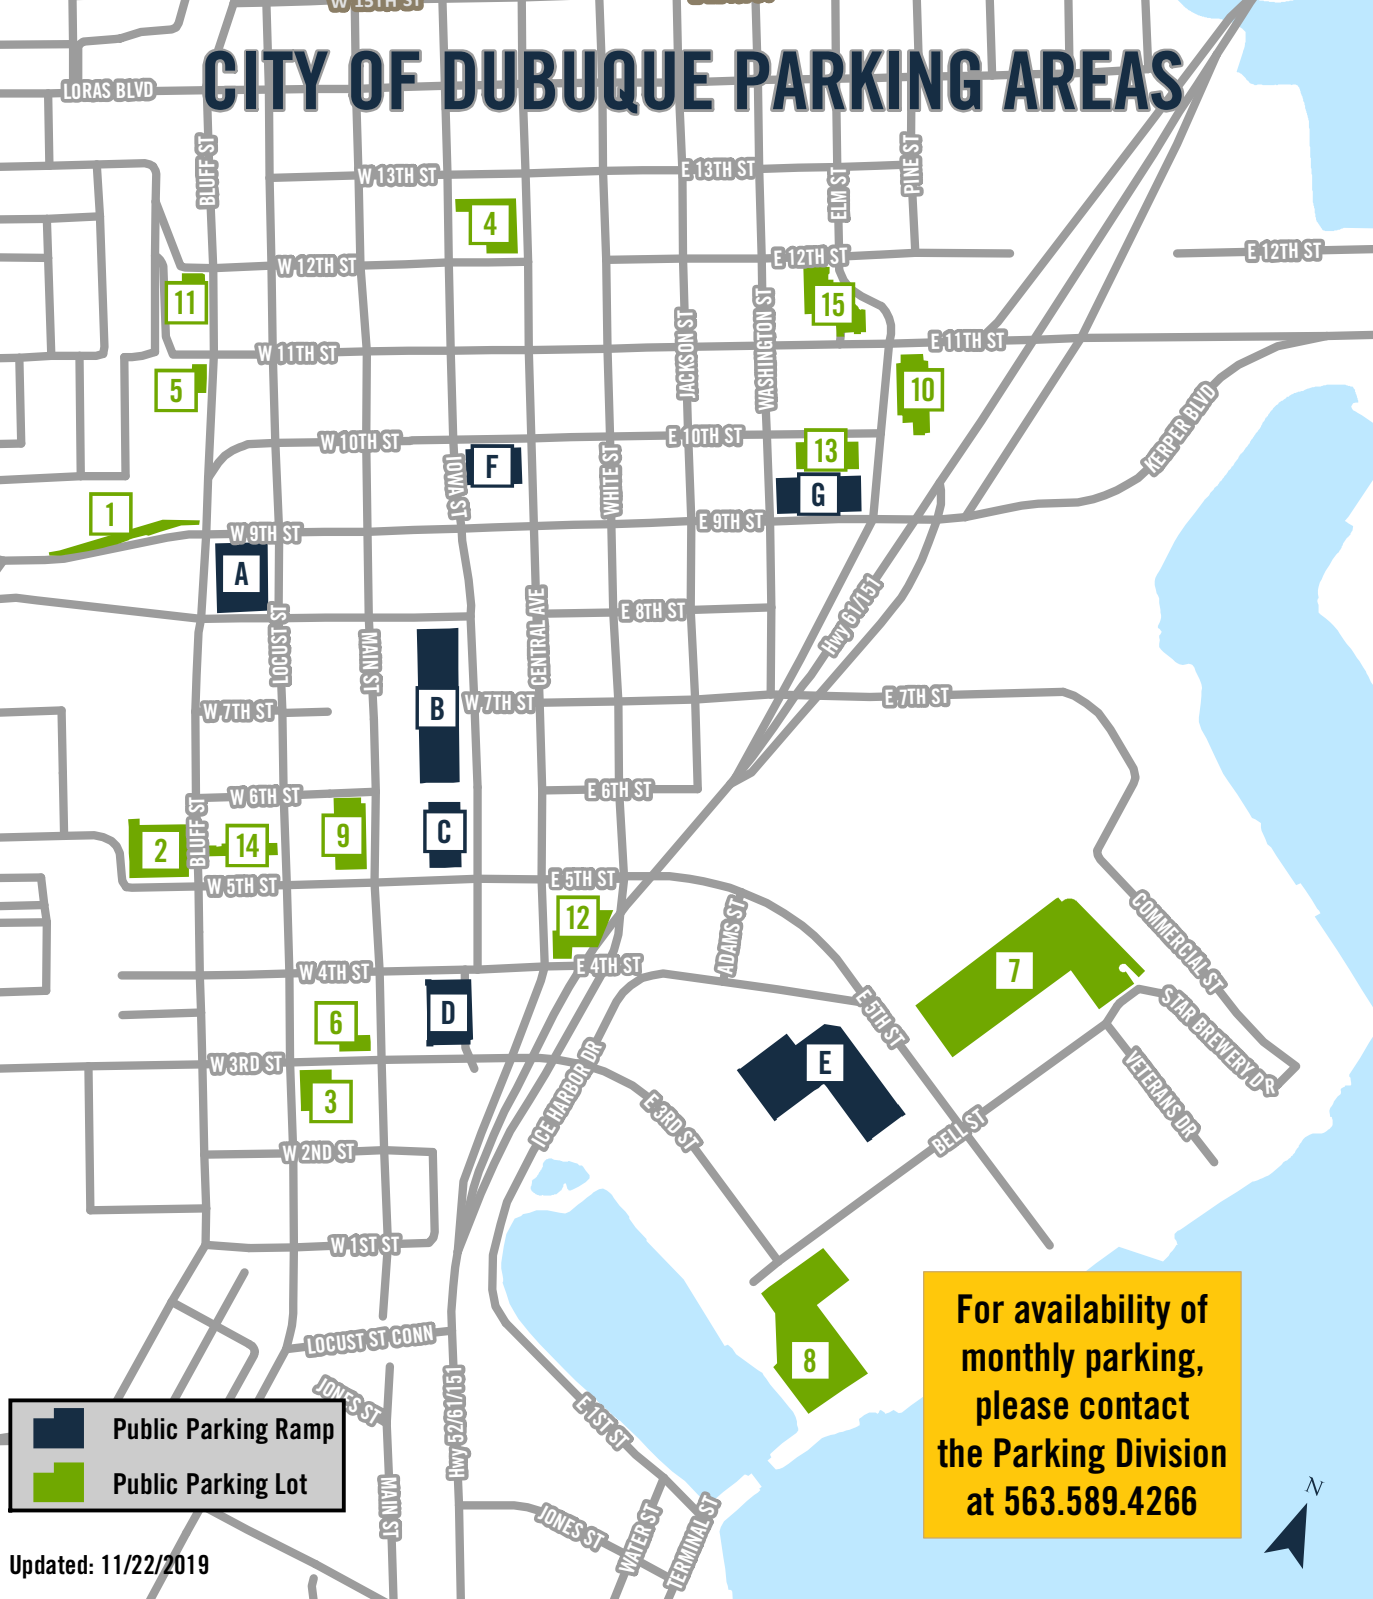 W 15TH ST
CITY OF DUBUQUE PARKING AREAS
LORAS BLVD
BLUFF ST
W 13TH ST
E 13TH ST
ELM ST
PINE ST
4
W 12TH ST
E 12TH ST
E 12TH ST
11
15
JACKSON ST
WASHINGTON ST
W 11TH ST
E 11TH ST
5
10
KERPER BLVD
W 10TH ST
E 10TH ST
IOWA ST
F
WHITE ST
13
G
1
W 9TH ST
E 9TH ST
A
LOCUST ST
MAIN ST
CENTRAL AVE
E 8TH ST
Hwy 61/151
B
W 7TH ST
W 7TH ST
E 7TH ST
W 6TH ST
E 6TH ST
BLUFF ST
2
14
9
C
W 5TH ST
E 5TH ST
12
ADAMS ST
COMMERCIAL ST
W 4TH ST
E 4TH ST
7
6
D
E 5TH ST
STAR BREWERY DR
W 3RD ST
E
3
ICE HARBOR DR
E 3RD ST
VETERANS DR
BELL ST
W 2ND ST
W 1ST ST
LOCUST ST CONN
8
JONES ST
Hwy 52/61/151
E 1ST ST
MAIN ST
JONES ST
WATER ST
TERMINAL ST
For availability of
monthly parking,
please contact
the Parking Division
at 563.589.4266
N
Public Parking Ramp
Public Parking Lot
Updated: 11/22/2019